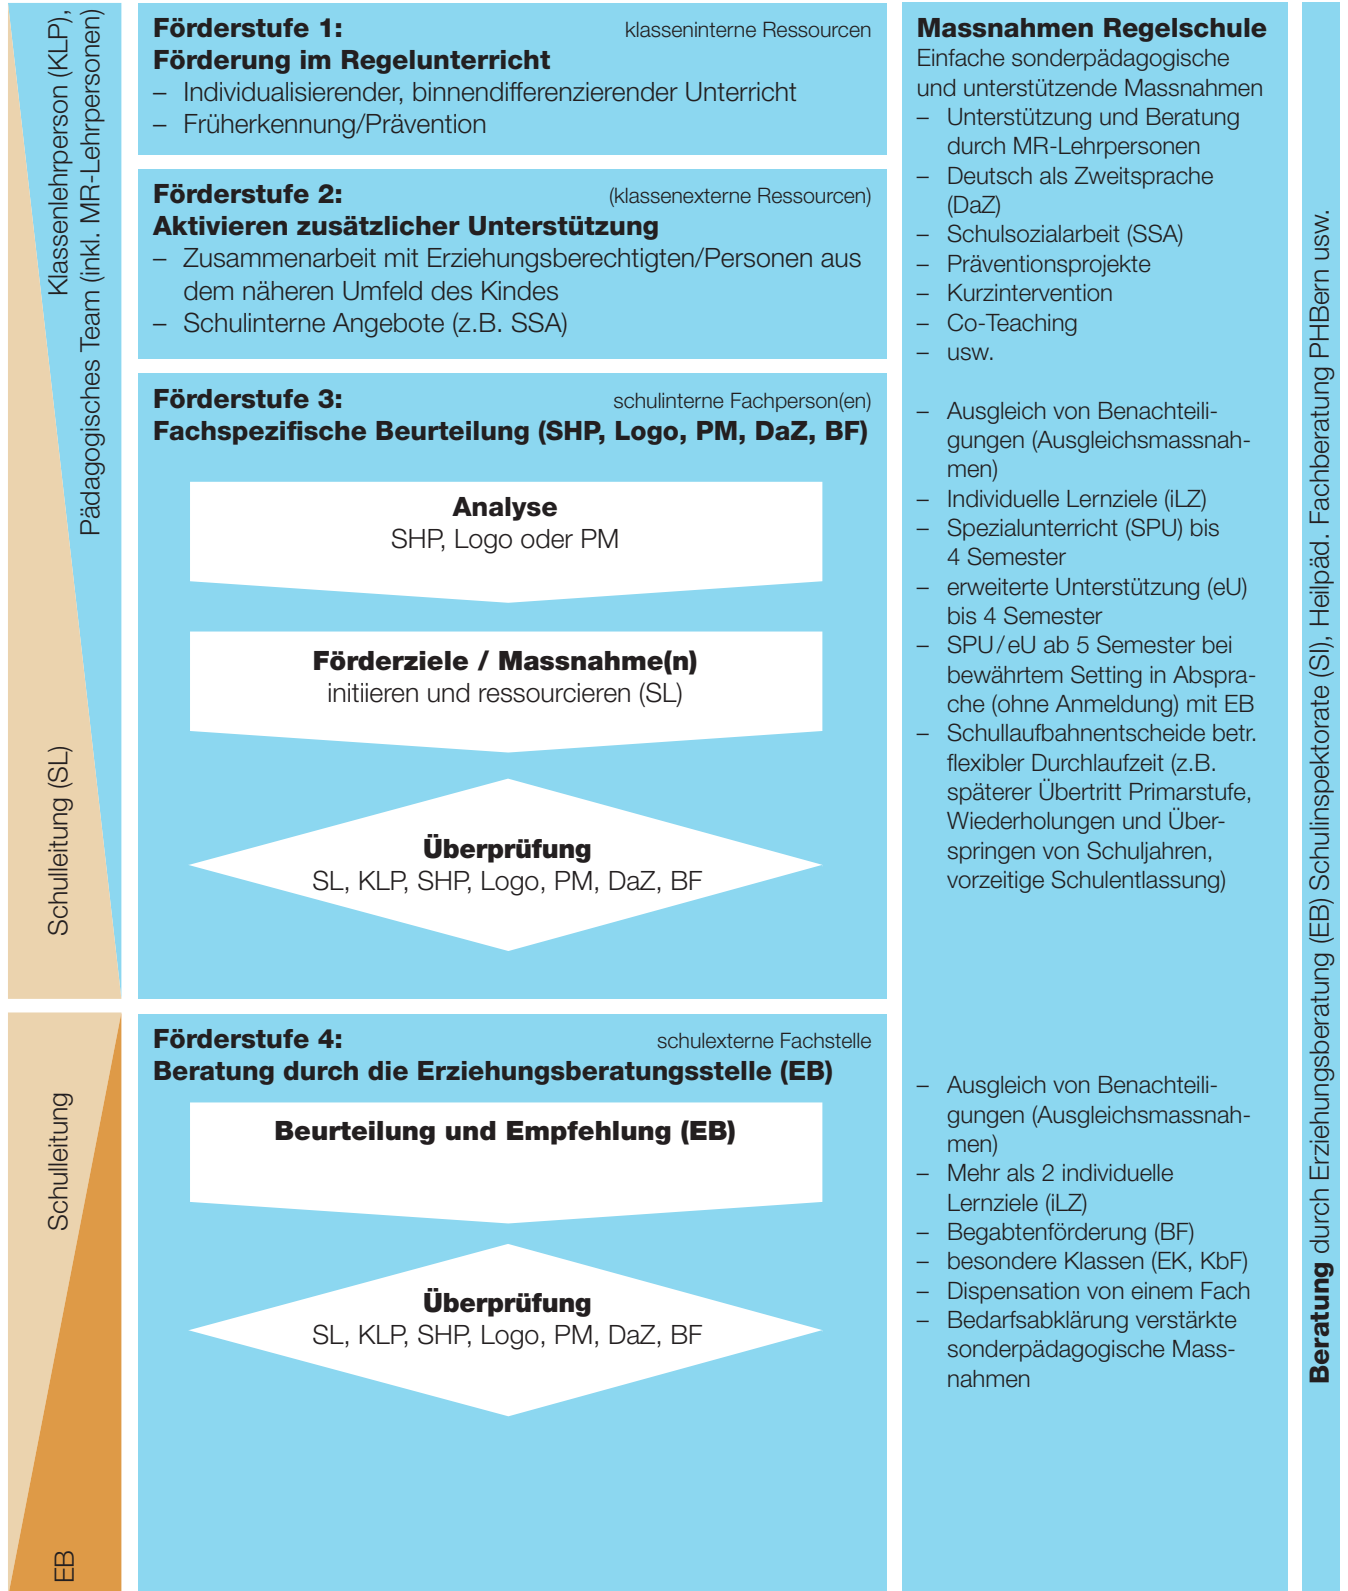 Klassenlehrperson (KLP),
Pädagogisches Team (inkl. MR-Lehrpersonen)
Schulleitung (SL)
Förderstufe 1: klasseninterne Ressourcen
Förderung im Regelunterricht
– Individualisierender, binnendifferenzierender Unterricht
– Früherkennung/Prävention
Förderstufe 2: (klassenexterne Ressourcen)
Aktivieren zusätzlicher Unterstützung
– Zusammenarbeit mit Erziehungsberechtigten/Personen aus
dem näheren Umfeld des Kindes
– Schulinterne Angebote (z.B. SSA)
Förderstufe 3: schulinterne Fachperson(en)
Fachspezifische Beurteilung (SHP, Logo, PM, DaZ, BF)
Analyse
SHP, Logo oder PM
Förderziele / Massnahme(n)
initiieren und ressourcieren (SL)
Überprüfung
SL, KLP, SHP, Logo, PM, DaZ, BF
Schulleitung
EB
Förderstufe 4: schulexterne Fachstelle
Beratung durch die Erziehungsberatungsstelle (EB)
Beurteilung und Empfehlung (EB)
Überprüfung
SL, KLP, SHP, Logo, PM, DaZ, BF
Massnahmen Regelschule
Einfache sonderpädagogische
und unterstützende Massnahmen
– Unterstützung und Beratung
durch MR-Lehrpersonen
– Deutsch als Zweitsprache
(DaZ)
– Schulsozialarbeit (SSA)
– Präventionsprojekte
– Kurzintervention
– Co-Teaching
– usw.
– Ausgleich von Benachteili-
gungen (Ausgleichsmassnah-
men)
– Individuelle Lernziele (iLZ)
– Spezialunterricht (SPU) bis
4 Semester
– erweiterte Unterstützung (eU)
bis 4 Semester
– SPU/eU ab 5 Semester bei
bewährtem Setting in Abspra-
che (ohne Anmeldung) mit EB
– Schullaufbahnentscheide betr.
flexibler Durchlaufzeit (z.B.
späterer Übertritt Primarstufe,
Wiederholungen und Über-
springen von Schuljahren,
vorzeitige Schulentlassung)
– Ausgleich von Benachteili-
gungen (Ausgleichsmassnah-
men)
– Mehr als 2 individuelle
Lernziele (iLZ)
– Begabtenförderung (BF)
– besondere Klassen (EK, KbF)
– Dispensation von einem Fach
– Bedarfsabklärung verstärkte
sonderpädagogische Mass-
nahmen
Beratung durch Erziehungsberatung (EB) Schulinspektorate (SI), Heilpäd. Fachberatung PHBern usw.